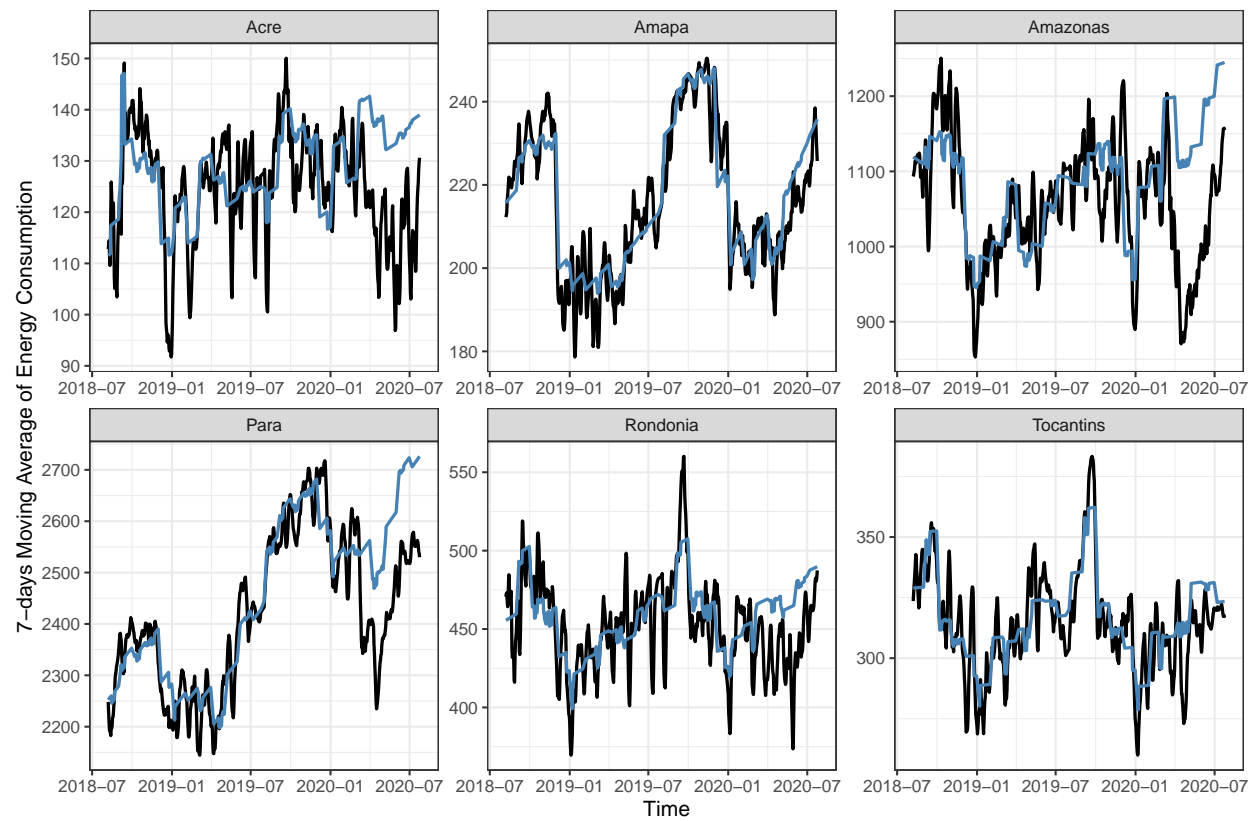 Acre
Amapa
Amazonas
150
140
130
120
110
100
90
240
220
200
180
1200
1100
1000
900
2018−07 2019−01 2019−07 2020−01 2020−07
2018−07 2019−01 2019−07 2020−01 2020−07
2018−07 2019−01 2019−07 2020−01 2020−07
Para
Rondonia
Tocantins
2700
2600
2500
2400
2300
2200
550
500
450
400
350
300
2018−07 2019−01 2019−07 2020−01 2020−07
2018−07 2019−01 2019−07 2020−01 2020−07
2018−07 2019−01 2019−07 2020−01 2020−07
Time
7−days Moving Average of Energy Consumption